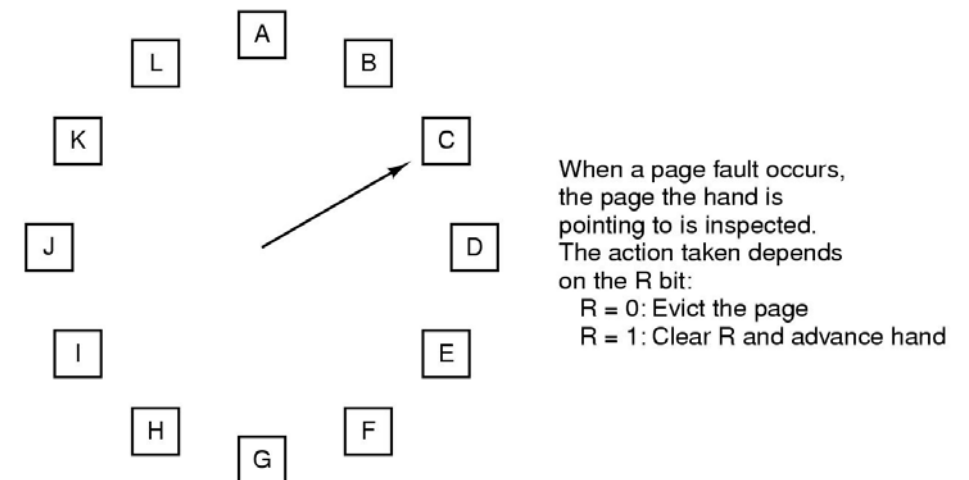 A
B
C
D
E
F
G
H
I
J
K
L
When a page fault occurs,
the page the hand is
pointing to is inspected.
The action taken depends
on the R bit:
R = 0: Evict the page
R = 1: Clear R and advance hand